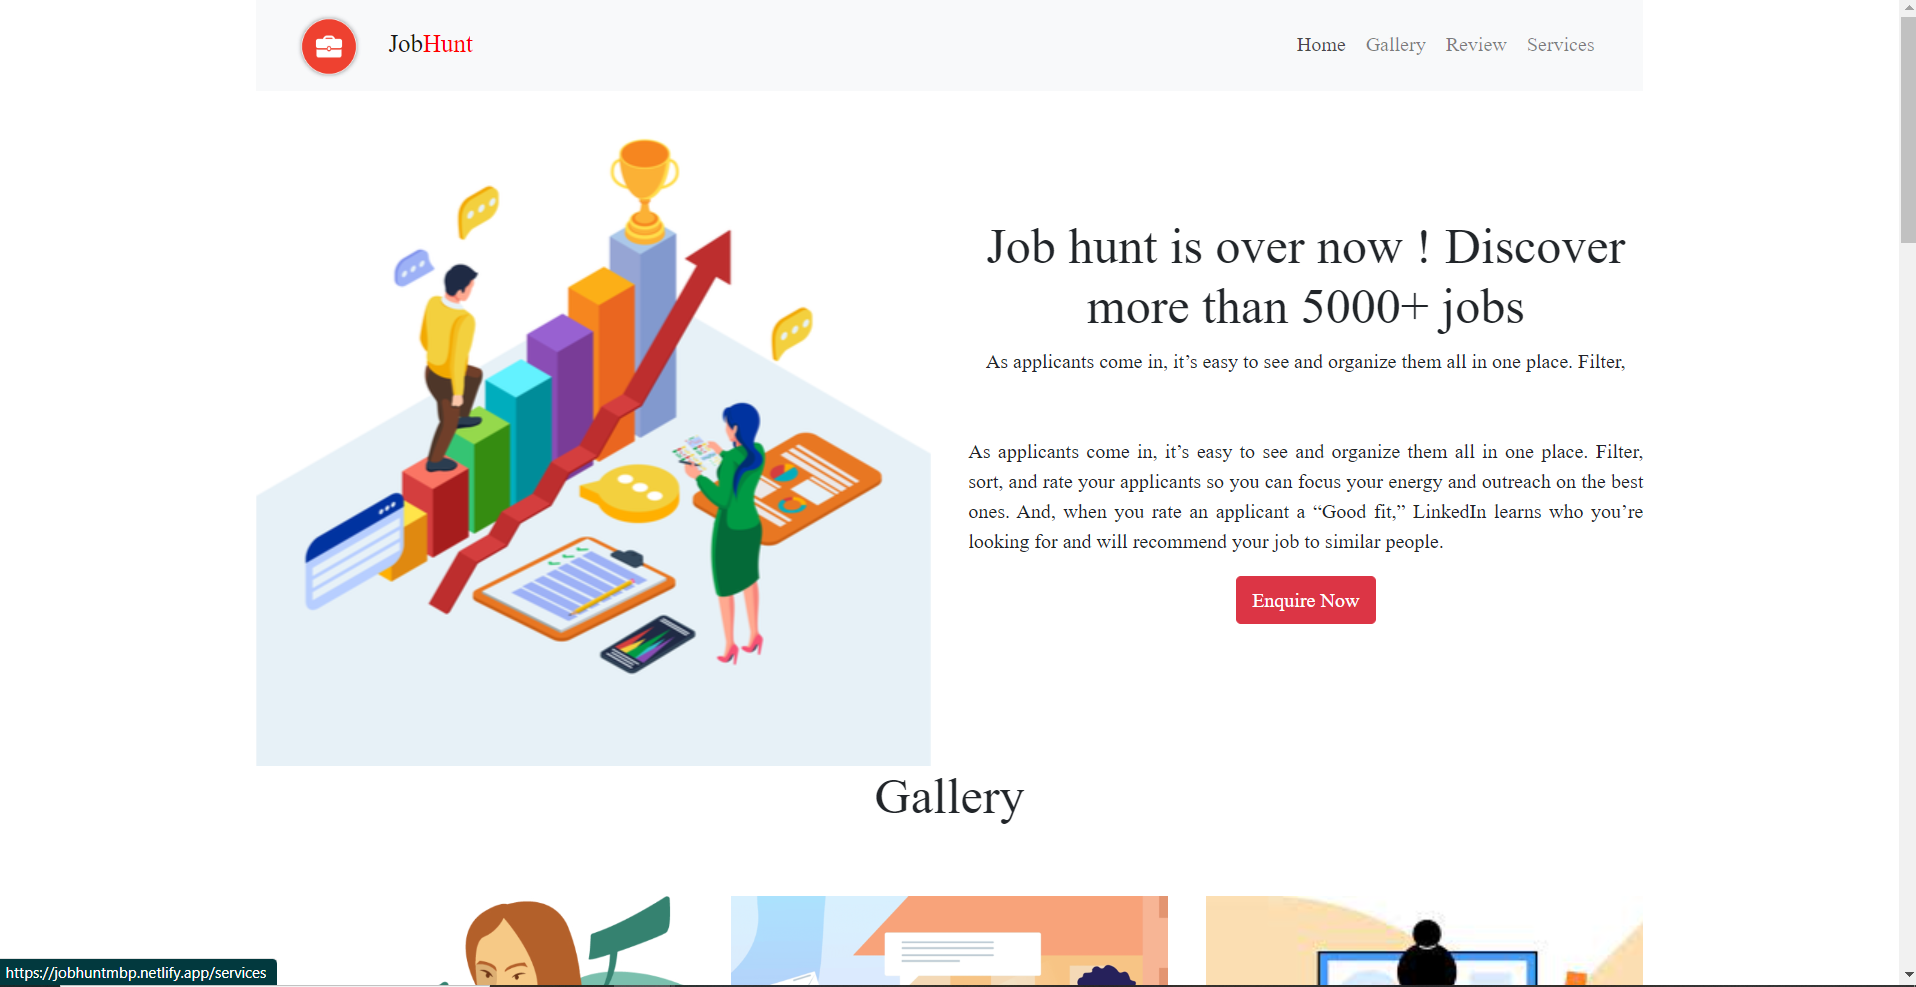 JobHunt
Home Gallery Review Services
Job hunt is over now ! Discover
more than 5000+ jobs
As applicants come in, it’s easy to see and organize them all in one place. Filter,
As applicants come in, it’s easy to see and organize them all in one place. Filter,
sort, and rate your applicants so you can focus your energy and outreach on the best
ones. And, when you rate an applicant a “Good fit,” LinkedIn learns who you’re
looking for and will recommend your job to similar people.
Enquire Now
Gallery
https://jobhuntmbp.netlify.app/services